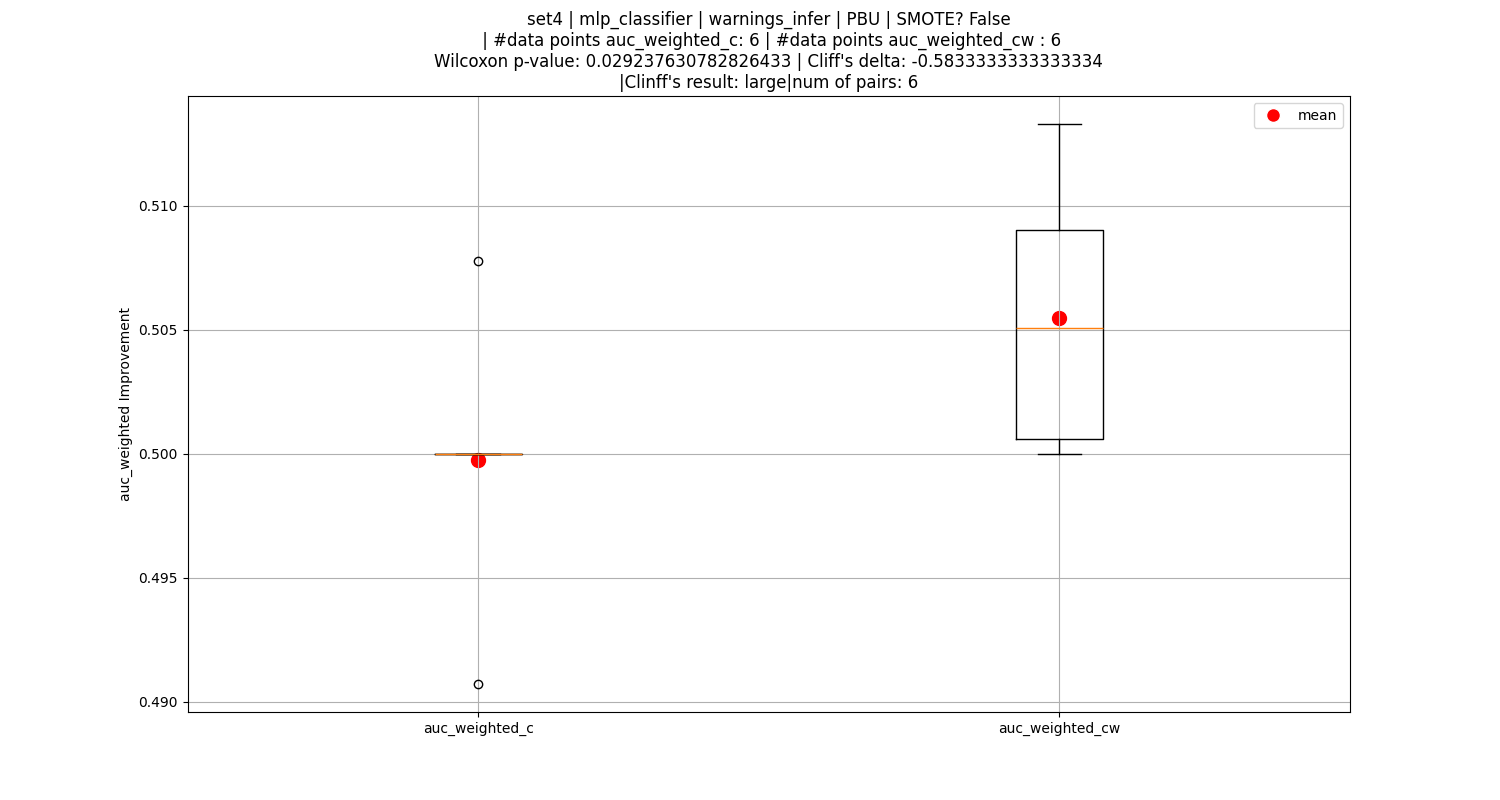 set4 | mlp_classifier | warnings_infer | PBU | SMOTE? False
| #data points auc_weighted_c: 6 | #data points auc_weighted_cw : 6
Wilcoxon p-value: 0.029237630782826433 | Cliff's delta: -0.5833333333333334
|Clinff's result: large|num of pairs: 6
mean
0.510
0.505
0.500
0.495
0.490
auc_weighted Improvement
auc_weighted_c
auc_weighted_cw